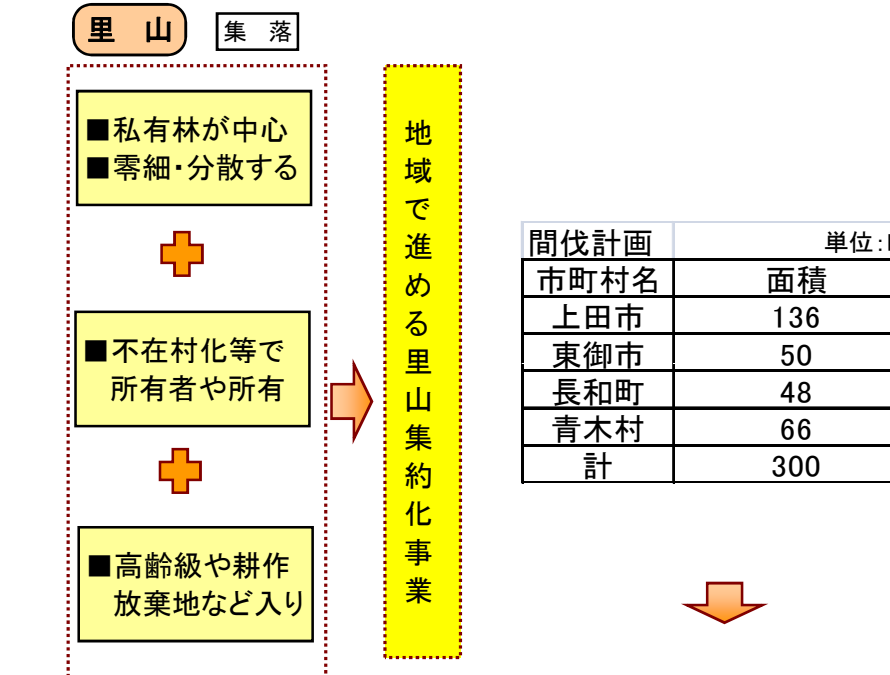 里 山
集 落
■私有林が中心
■零細・分散する
■不在村化等で
所有者や所有
■高齢級や耕作
放棄地など入り
地域で進める里山集約化事業
間伐計画 単位:
市町村名 面積
上田市 136
東御市 50
長和町 48
青木村 66
計 300